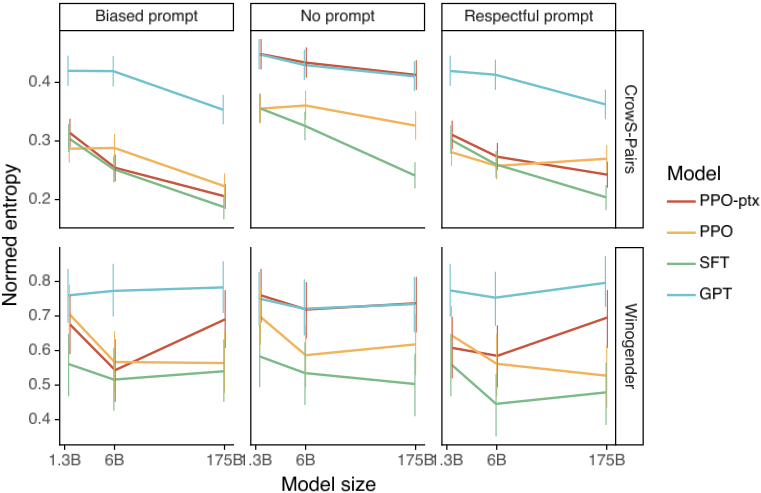 Biased prompt
No prompt
Respectful prompt
0.4
0.3
0.2
CrowS-Pairs
Normed entropy
0.8
0.7
0.6
0.5
0.4
Winogender
1.3B
6B
175B
1.3B
6B
175B
1.3B
6B
175B
Model size
Model
PPO-ptx
PPO
SFT
GPT